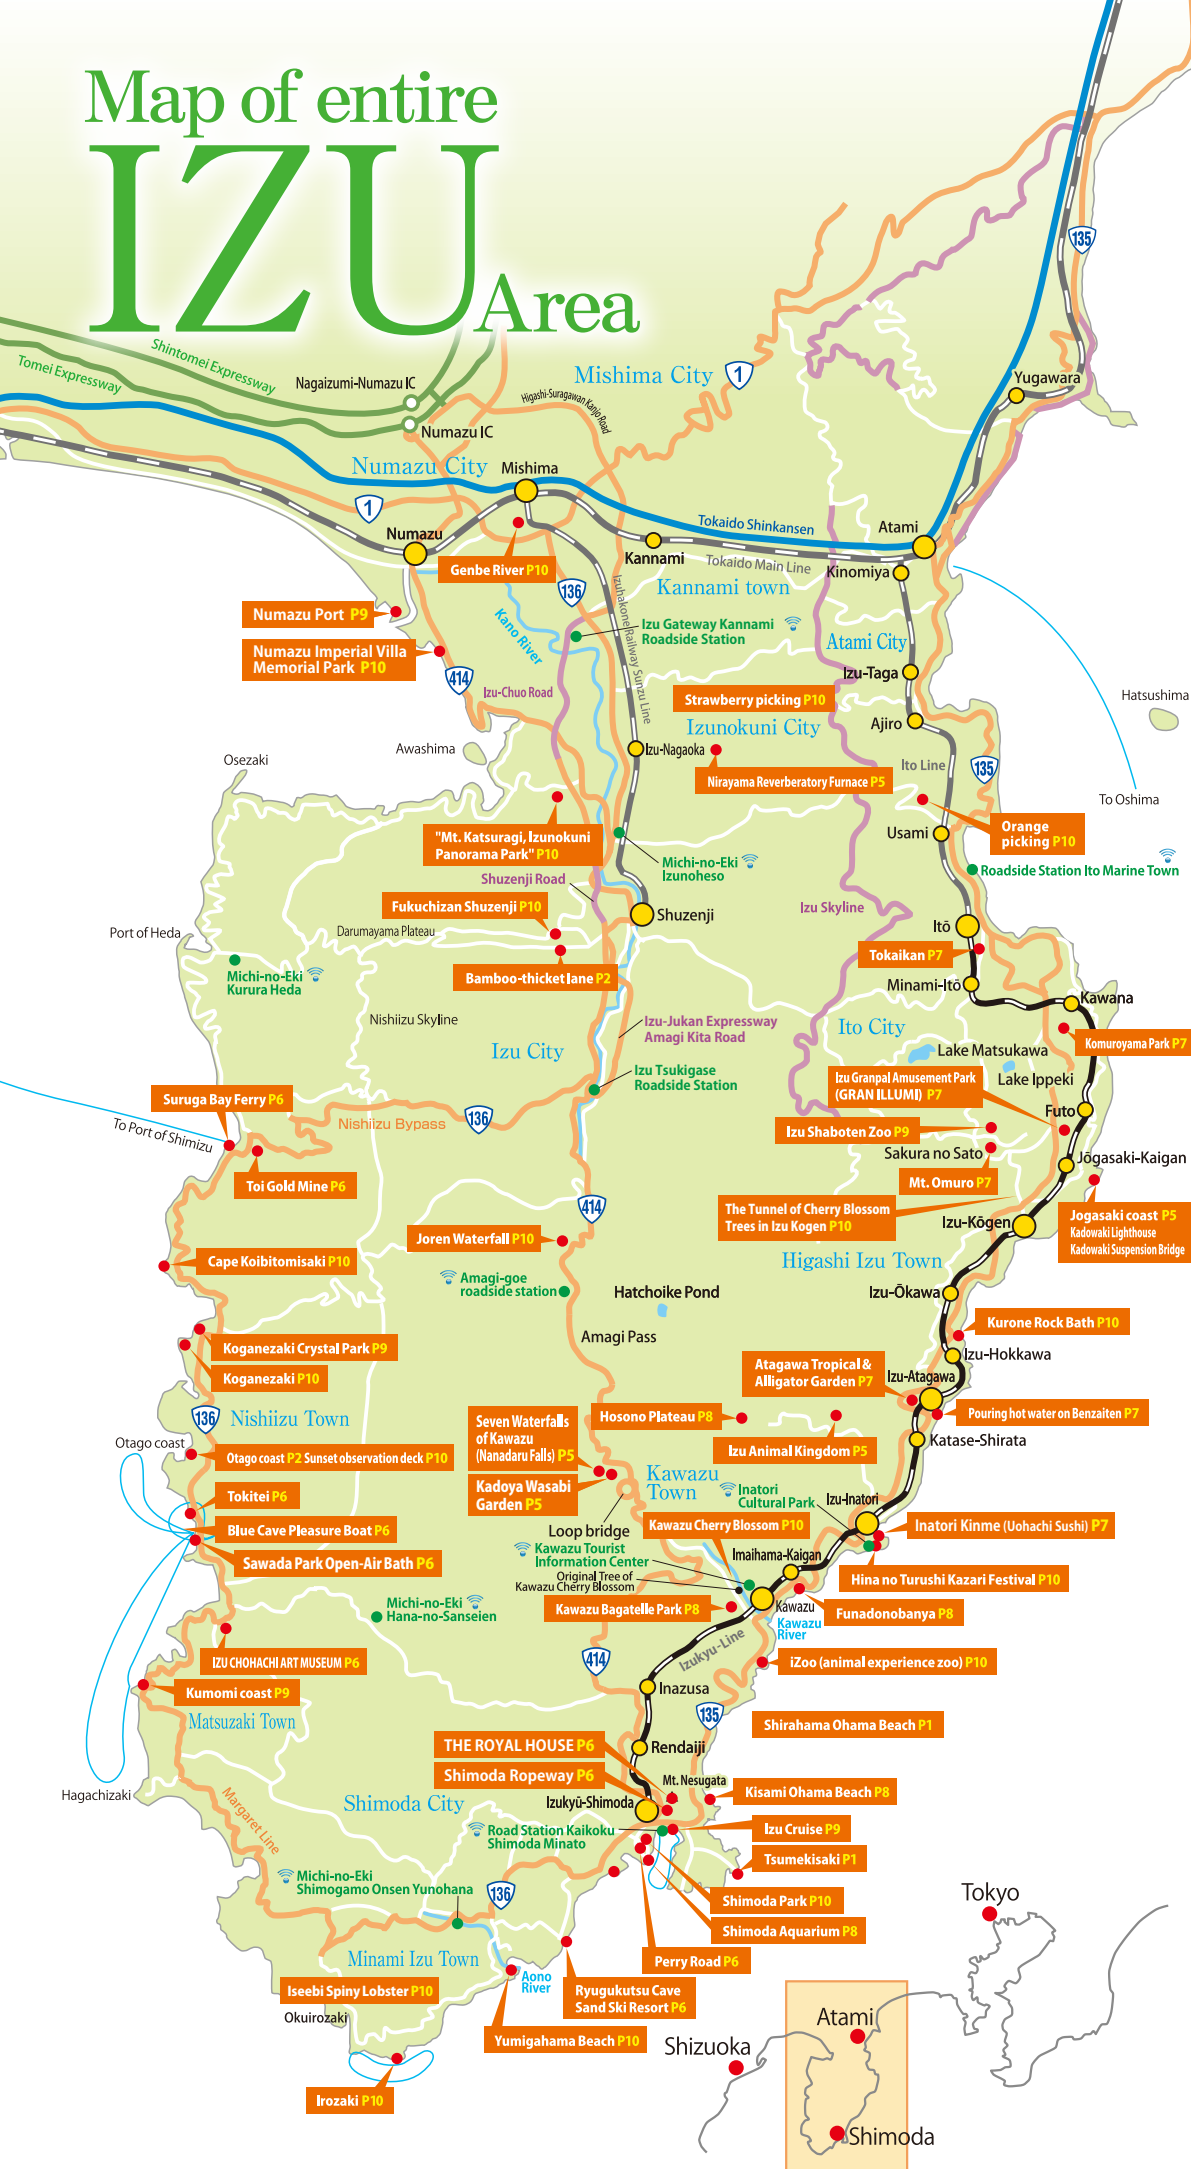 Map of entire
IZU Area
135
Shintomei Expressway
Tomei Expressway
Nagaizumi-Numazu IC
Numazu IC
Higashi-Suragawan Kanjo Road
Mishima City
1
Yugawara
Numazu City
Mishima
1
Numazu
Genbe River P10
Kannami
Tokaido Shinkansen
Tokaido Main Line
Atami
Kinomiya
136
Kannami town
Kano River
Izuhakone Railway Sunzu Line
Numazu Port P9
Izu Gateway Kannami
Roadside Station
Atami City
Numazu Imperial Villa
Memorial Park P10
414
Izu-Chuo Road
Izu-Taga
Strawberry picking P10
Hatsushima
Izunokuni City
Ajiro
Awashima
Izu-Nagaoka
Osezaki
Ito Line
135
Nirayama Reverberatory Furnace P5
To Oshima
"Mt. Katsuragi, Izunokuni
Panorama Park" P10
Usami
Orange
picking P10
Michi-no-Eki
Izunoheso
Roadside Station Ito Marine Town
Shuzenji Road
Fukuchizan Shuzenji P10
Shuzenji
Izu Skyline
Port of Heda
Darumayama Plateau
Itō
Tokaikan P7
Michi-no-Eki
Kurura Heda
Bamboo-thicket lane P2
Minami-Itō
Kawana
Nishiizu Skyline
Izu-Jukan Expressway
Amagi Kita Road
Ito City
Komuroyama Park P7
Izu City
Lake Matsukawa
Lake Ippeki
Izu Tsukigase
Roadside Station
Izu Granpal Amusement Park
(GRAN ILLUMI) P7
Suruga Bay Ferry P6
Futo
To Port of Shimizu
Nishiizu Bypass
136
Izu Shaboten Zoo P9
Sakura no Sato
Jōgasaki-Kaigan
Toi Gold Mine P6
Mt. Omuro P7
414
The Tunnel of Cherry Blossom
Trees in Izu Kogen P10
Izu-Kōgen
Jogasaki coast P5
Kadowaki Lighthouse
Kadowaki Suspension Bridge
Joren Waterfall P10
Cape Koibitomisaki P10
Higashi Izu Town
Amagi-goe
roadside station
Hatchoike Pond
Izu-Ōkawa
Amagi Pass
Kurone Rock Bath P10
Koganezaki Crystal Park P9
Izu-Hokkawa
Koganezaki P10
Atagawa Tropical &
Alligator Garden P7
Izu-Atagawa
136
Nishiizu Town
Seven Waterfalls
of Kawazu
(Nanadaru Falls) P5
Hosono Plateau P8
Pouring hot water on Benzaiten P7
Otago coast
Izu Animal Kingdom P5
Katase-Shirata
Otago coast P2 Sunset observation deck P10
Kadoya Wasabi
Garden P5
Kawazu
Town
Inatori
Cultural Park
Izu-Inatori
Tokitei P6
Loop bridge
Kawazu Cherry Blossom P10
Inatori Kinme (Uohachi Sushi) P7
Blue Cave Pleasure Boat P6
Kawazu Tourist
Information Center
Imaihama-Kaigan
Sawada Park Open-Air Bath P6
Original Tree of
Kawazu Cherry Blossom
Hina no Turushi Kazari Festival P10
Michi-no-Eki
Hana-no-Sanseien
Kawazu Bagatelle Park P8
Kawazu
Kawazu
River
Funadonobanya P8
IZU CHOHACHI ART MUSEUM P6
414
Izukyu-Line
iZoo (animal experience zoo) P10
Kumomi coast P9
Inazusa
Matsuzaki Town
135
Shirahama Ohama Beach P1
THE ROYAL HOUSE P6
Rendaiji
Shimoda Ropeway P6
Mt. Nesugata
Hagachizaki
Kisami Ohama Beach P8
Margaret Line
Shimoda City
Izukyū-Shimoda
Road Station Kaikoku
Shimoda Minato
Izu Cruise P9
Tsumekisaki P1
Michi-no-Eki
Shimogamo Onsen Yunohana
136
Shimoda Park P10
Shimoda Aquarium P8
Tokyo
Minami Izu Town
Perry Road P6
Aono
River
Iseebi Spiny Lobster P10
Ryugukutsu Cave
Sand Ski Resort P6
Okuirozaki
Yumigahama Beach P10
Atami
Shizuoka
Irozaki P10
Shimoda